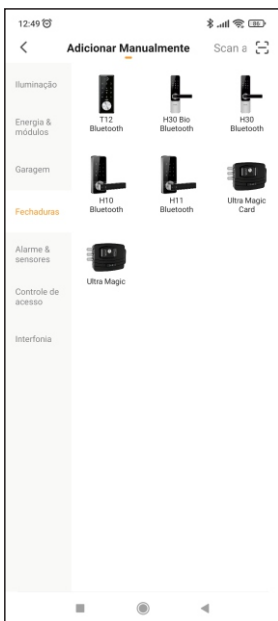 12:49
86
Adicionar Manualmente
Scan a
Iluminação
Energia &
módulos
Garagem
Fechaduras
Alarme &
sensores
Controle de
acesso
Interfonia
T12
Bluetooth
H30 Bio
Bluetooth
H30
Bluetooth
H10
Bluetooth
H11
Bluetooth
Ultra Magic
Card
Ultra Magic